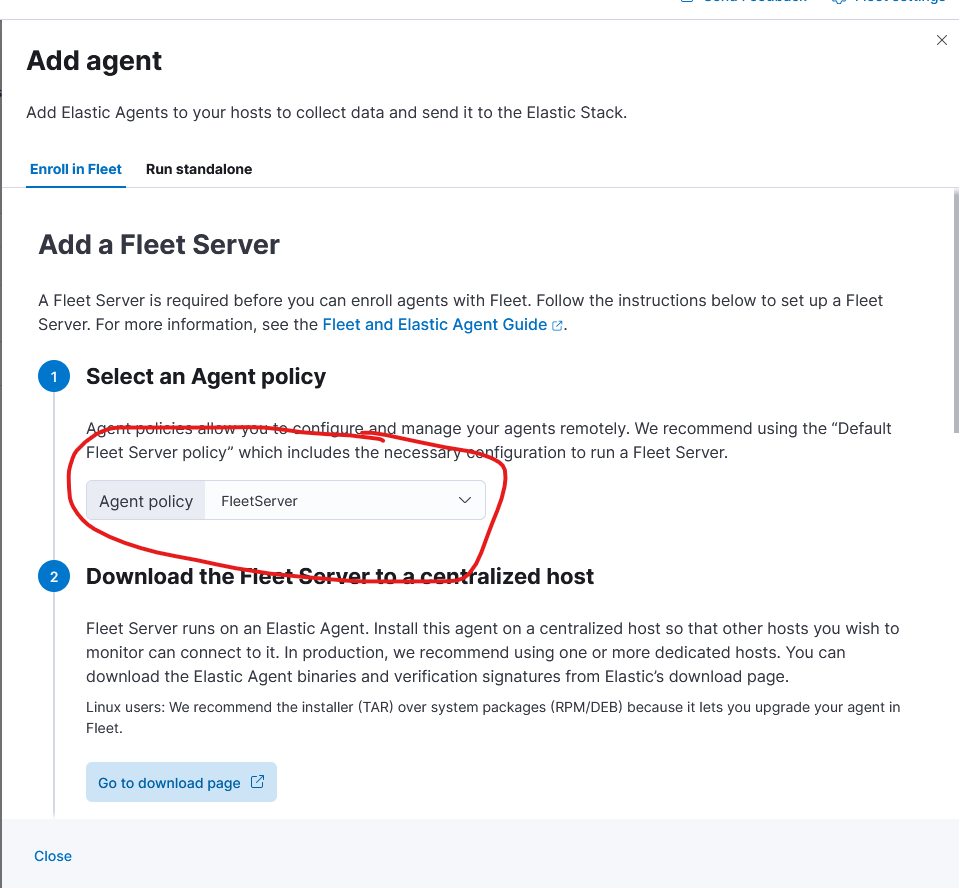 Send Feedback Fleet settings
Add agent
Add Elastic Agents to your hosts to collect data and send it to the Elastic Stack.
Enroll in Fleet Run standalone
Add a Fleet Server
A Fleet Server is required before you can enroll agents with Fleet. Follow the instructions below to set up a Fleet
Server. For more information, see the Fleet and Elastic Agent Guide.
1 Select an Agent policy
Agent policies allow you to configure and manage your agents remotely. We recommend using the “Default
Fleet Server policy” which includes the necessary configuration to run a Fleet Server.
Agent policy FleetServer
2 Download the Fleet Server to a centralized host
Fleet Server runs on an Elastic Agent. Install this agent on a centralized host so that other hosts you wish to
monitor can connect to it. In production, we recommend using one or more dedicated hosts. You can
download the Elastic Agent binaries and verification signatures from Elastic’s download page.
Linux users: We recommend the installer (TAR) over system packages (RPM/DEB) because it lets you upgrade your agent in
Fleet.
Go to download page
Close